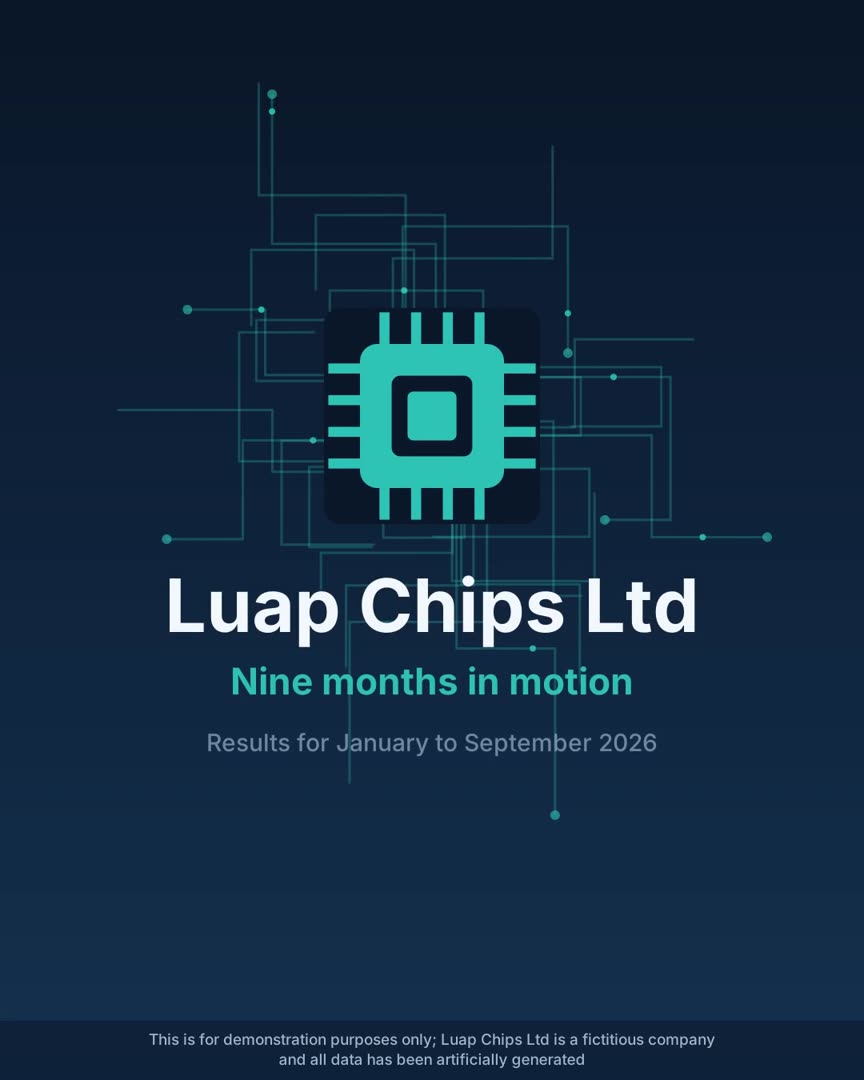 Luap Chips Ltd
Nine months in motion
Results for January to September 2026
This is for demonstration purposes only; Luap Chips Ltd is a fictitious company
and all data has been artificially generated